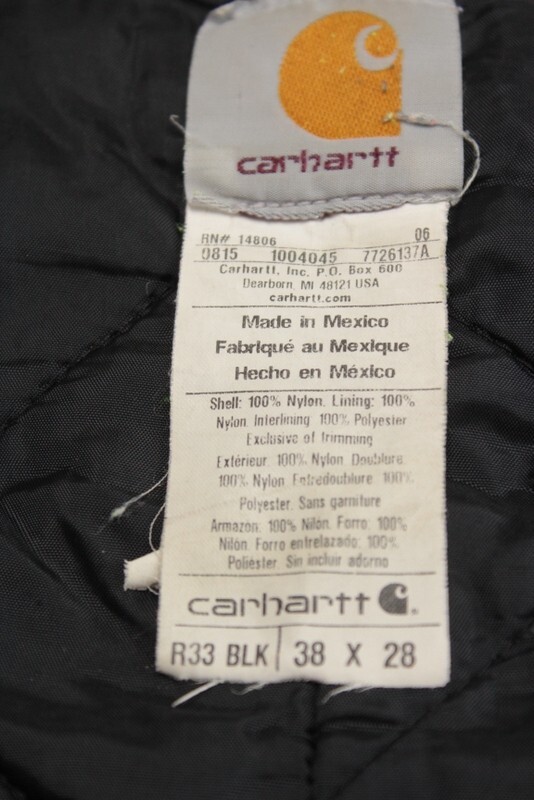 carhartt
RN# 14806 06
0815 1004045 7726137A
Carhartt, Inc. P.O. Box 600
Dearborn, MI 48121 USA
carhartt.com
Made in Mexico
Fabriqué au Mexique
Hecho en México
Shell: 100% Nylon. Lining: 100%
Nylon. Interlining 100% Polyester
Exclusive of trimming
Extérieur: 100% Nylon Doublure:
100% Nylon Entredoublure: 100%
Polyester. Sans garniture
Armazon: 100% Nilón. Forro: 100%
Nilón. Forro entrelazado: 100%
Poliester. Sin incluir adorno
carhartt
R33 BLK 38 X 28